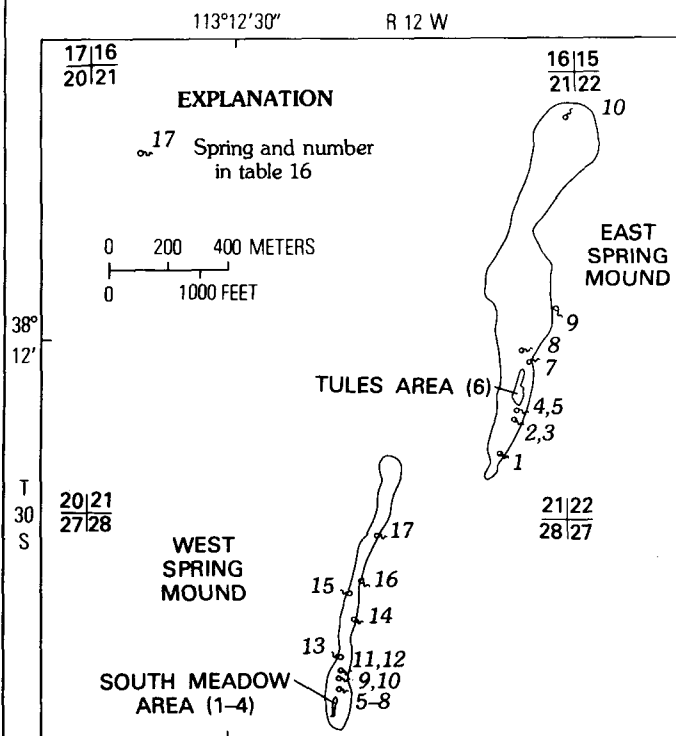 113°12'30" R 12 W
17|16
20|21
16|15
21|22
EXPLANATION
17 Spring and number
in table 16
0 200 400 METERS
0 1000 FEET
10
EAST
SPRING
MOUND
9
38°
12'
8
7
TULES AREA (6)
4,5
2,3
1
T
30
S
20|21
27|28
21|22
28|27
WEST
SPRING
MOUND
17
16
15
14
13
11,12
9,10
5–8
SOUTH MEADOW
AREA (1–4)